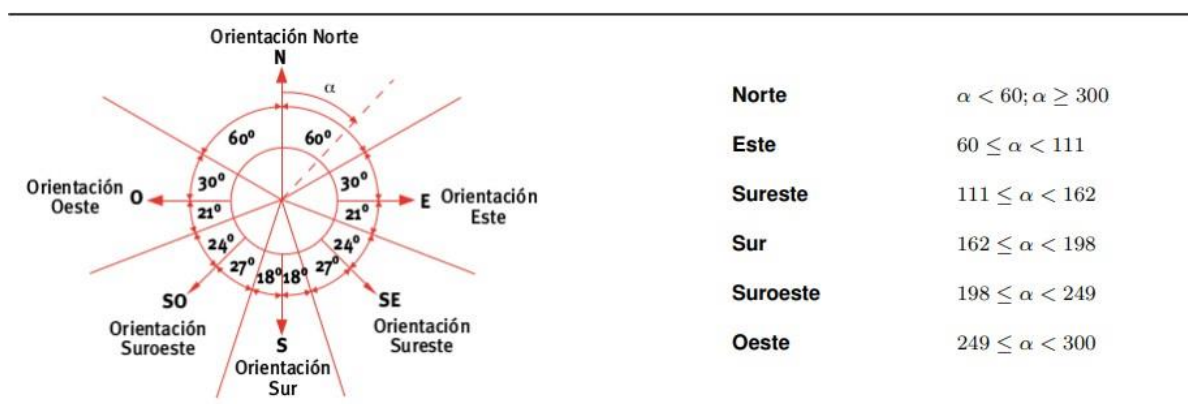 Orientación Norte
N
α
60º 60º
30º 30º
Orientación Oeste O
E Orientación Este
21º 21º
24º 24º
27º 18º 18º 27º
SO
SE
Orientación Suroeste
Orientación Sureste
S
Orientación Sur
Norte α < 60; α ≥ 300
Este 60 ≤ α < 111
Sureste 111 ≤ α < 162
Sur 162 ≤ α < 198
Suroeste 198 ≤ α < 249
Oeste 249 ≤ α < 300